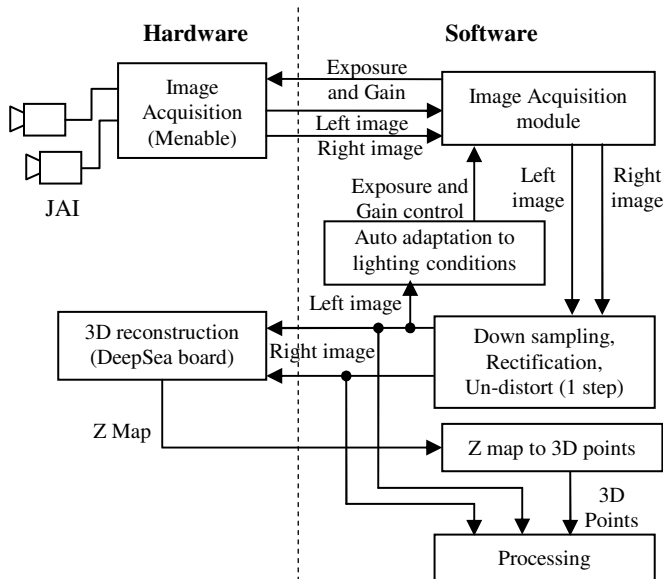 Hardware
Software
Image
Acquisition
(Menable)
JAI
Exposure
and Gain
Left image
Right image
Image Acquisition
module
Exposure and
Gain control
Left
image
Right
image
Auto adaptation to
lighting conditions
Left image
3D reconstruction
(DeepSea board)
Right image
Down sampling,
Rectification,
Un-distort (1 step)
Z Map
Z map to 3D points
3D
Points
Processing